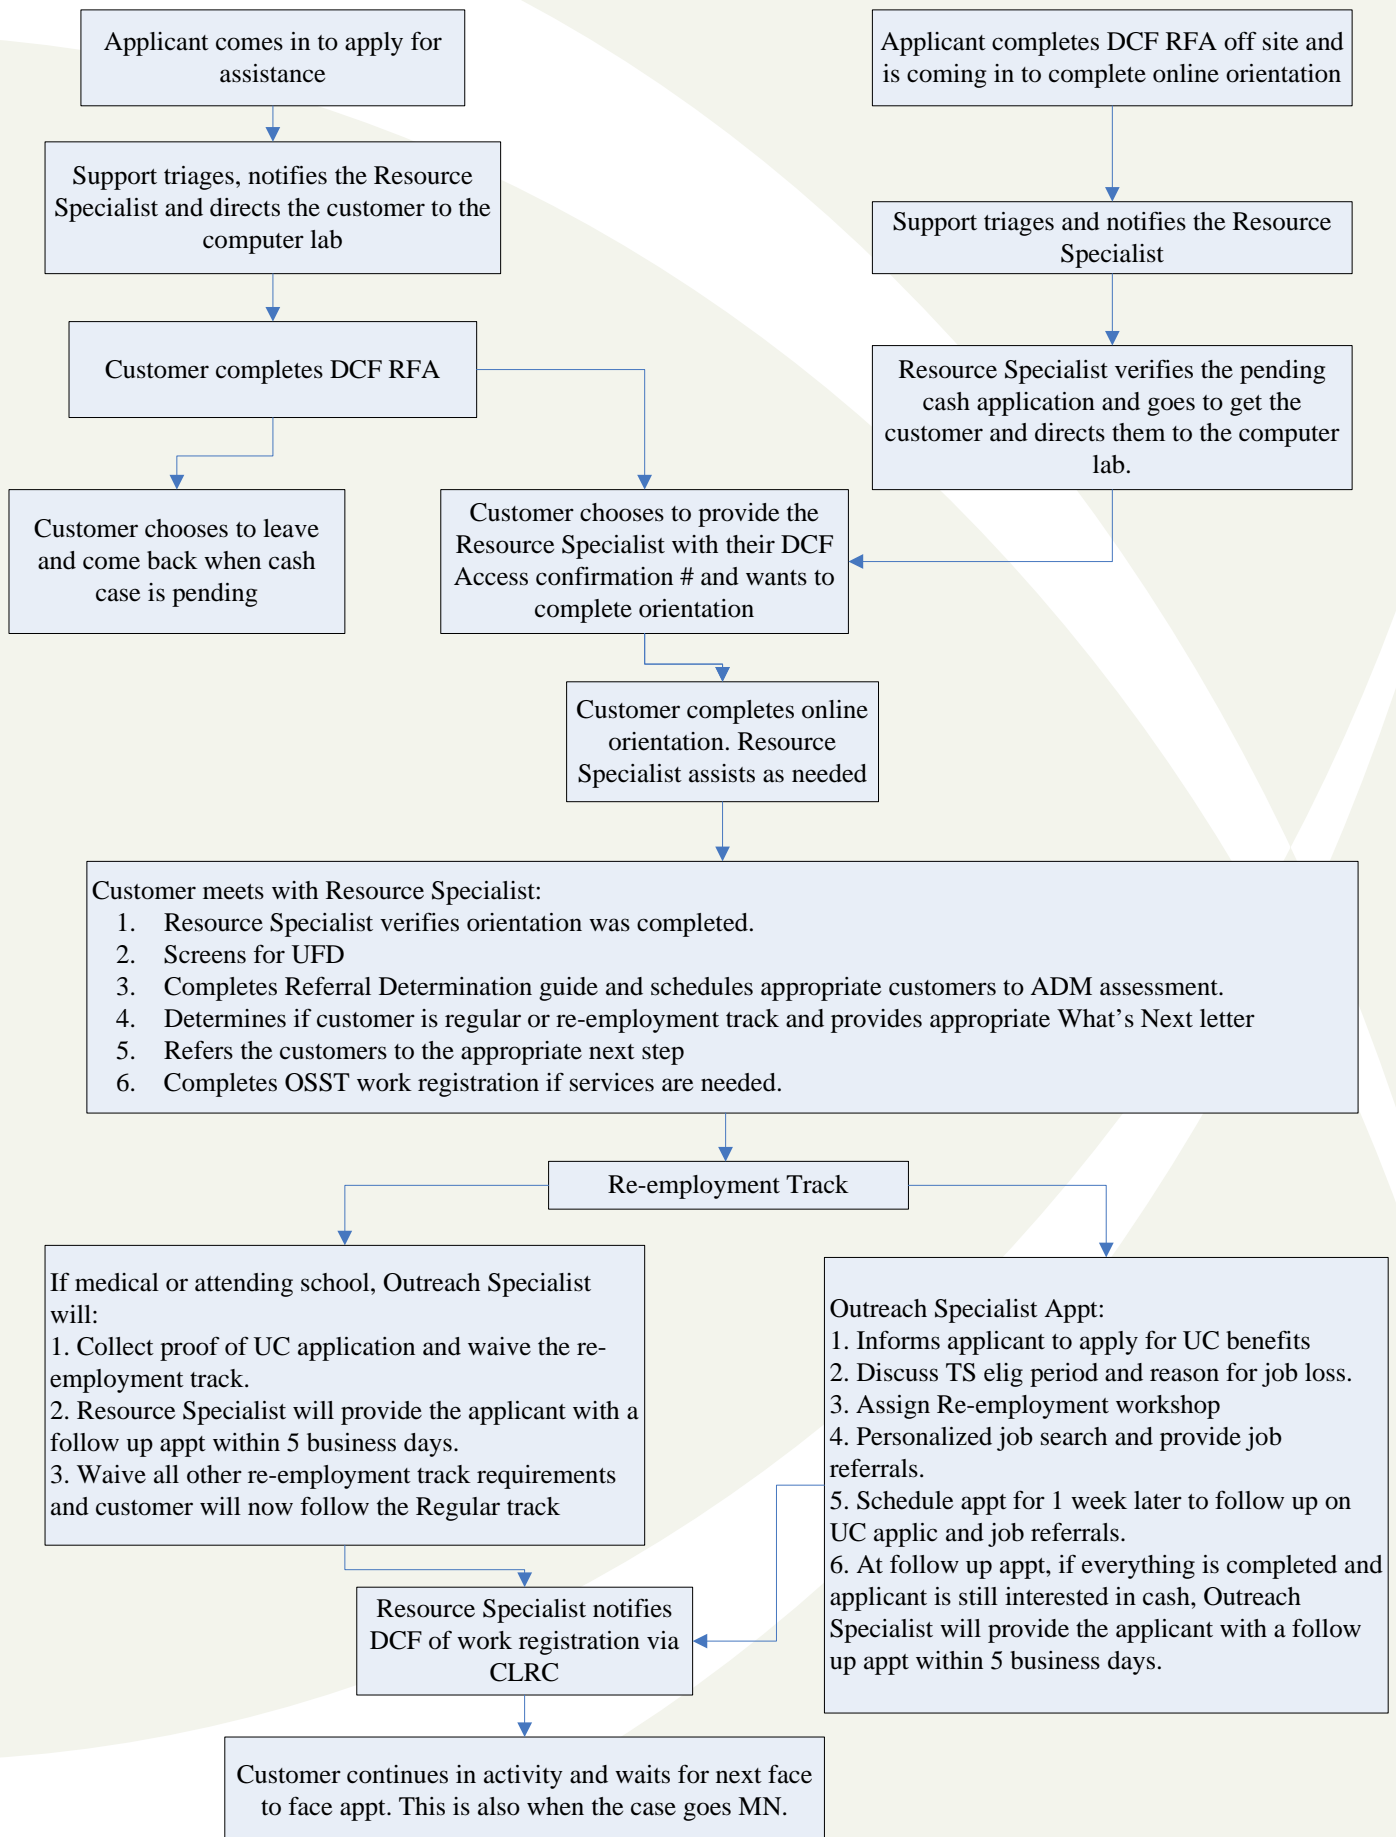 Applicant comes in to apply for
assistance
Applicant completes DCF RFA off site and
is coming in to complete online orientation
Support triages, notifies the Resource
Specialist and directs the customer to the
computer lab
Support triages and notifies the Resource
Specialist
Customer completes DCF RFA
Resource Specialist verifies the pending
cash application and goes to get the
customer and directs them to the computer
lab.
Customer chooses to leave
and come back when cash
case is pending
Customer chooses to provide the
Resource Specialist with their DCF
Access confirmation # and wants to
complete orientation
Customer completes online
orientation. Resource
Specialist assists as needed
Customer meets with Resource Specialist:
1. Resource Specialist verifies orientation was completed.
2. Screens for UFD
3. Completes Referral Determination guide and schedules appropriate customers to ADM assessment.
4. Determines if customer is regular or re-employment track and provides appropriate What's Next letter
5. Refers the customers to the appropriate next step
6. Completes OSST work registration if services are needed.
Re-employment Track
If medical or attending school, Outreach Specialist
will:
1. Collect proof of UC application and waive the re-
employment track.
2. Resource Specialist will provide the applicant with a
follow up appt within 5 business days.
3. Waive all other re-employment track requirements
and customer will now follow the Regular track
Outreach Specialist Appt:
1. Informs applicant to apply for UC benefits
2. Discuss TS elig period and reason for job loss.
3. Assign Re-employment workshop
4. Personalized job search and provide job
referrals.
5. Schedule appt for 1 week later to follow up on
UC applic and job referrals.
6. At follow up appt, if everything is completed and
applicant is still interested in cash, Outreach
Specialist will provide the applicant with a follow
up appt within 5 business days.
Resource Specialist notifies
DCF of work registration via
CLRC
Customer continues in activity and waits for next face
to face appt. This is also when the case goes MN.